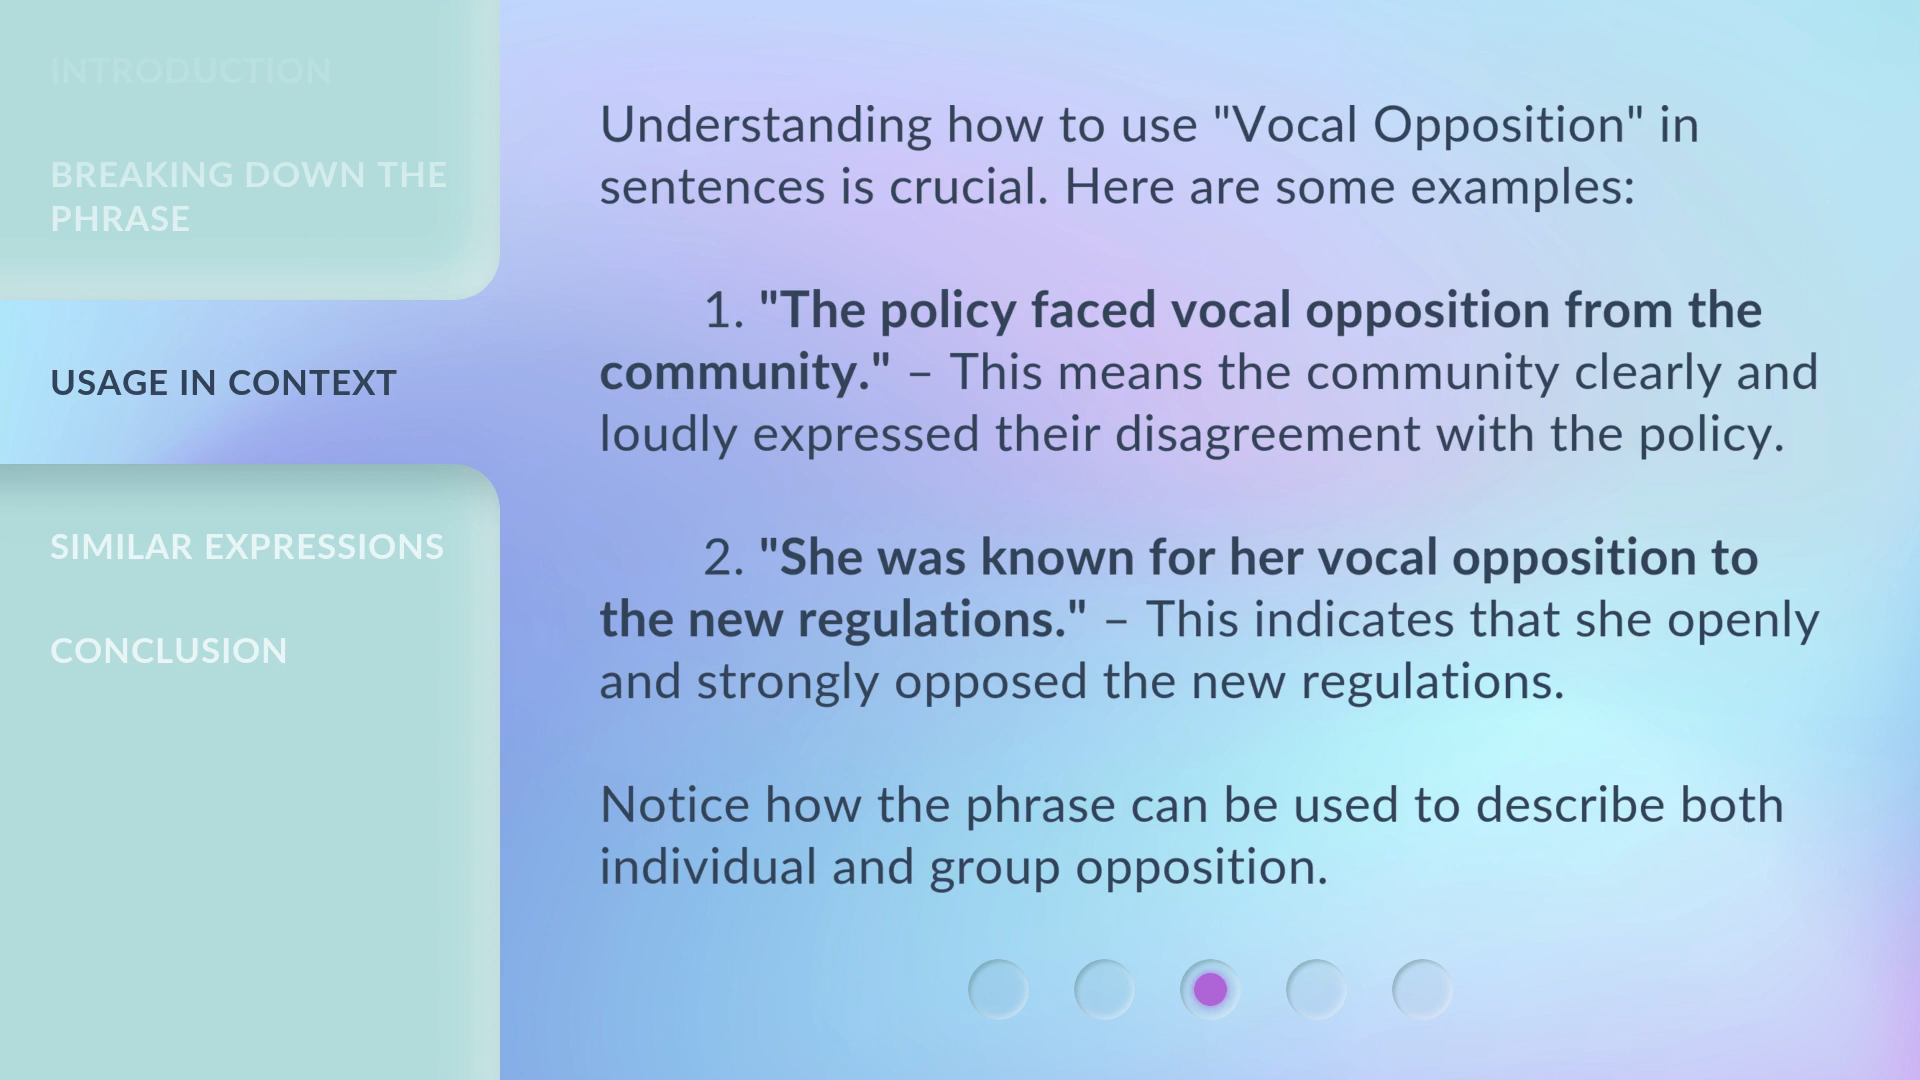 INTRODUCTION
BREAKING DOWN THE
PHRASE
USAGE IN CONTEXT
SIMILAR EXPRESSIONS
CONCLUSION
Understanding how to use "Vocal Opposition" in
sentences is crucial. Here are some examples:
1. "The policy faced vocal opposition from the
community." – This means the community clearly and
loudly expressed their disagreement with the policy.
2. "She was known for her vocal opposition to
the new regulations." – This indicates that she openly
and strongly opposed the new regulations.
Notice how the phrase can be used to describe both
individual and group opposition.